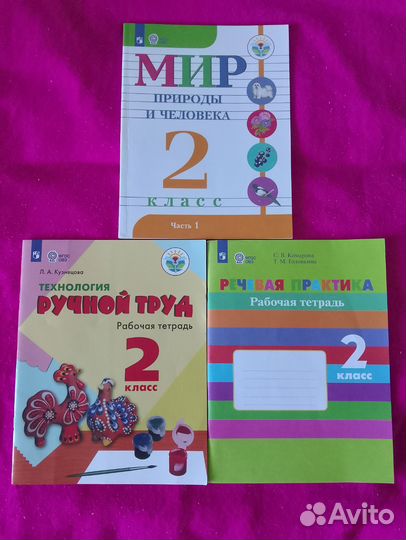 МИР
ПРИРОДЫ
И ЧЕЛОВЕКА
2
КЛАСС
Часть 1
Л. А. Кузнецова
ТЕХНОЛОГИЯ
РУЧНОЙ ТРУД
Рабочая тетрадь
2
класс
С. В. Комарова
Т. М. Головкина
РЕЧЕВАЯ ПРАКТИКА
Рабочая тетрадь
2
класс
Avito